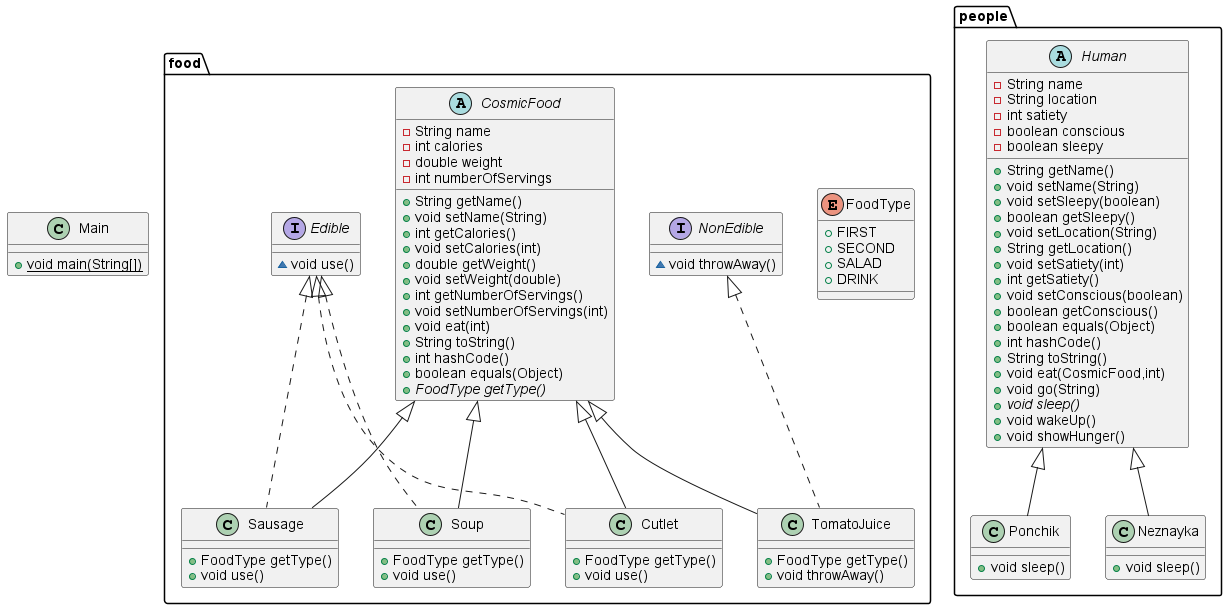 people
A Human
String name
String location
int satiety
boolean conscious
boolean sleepy
String getName()
void setName(String)
void setSleepy(boolean)
boolean getSleepy()
void setLocation(String)
String getLocation()
void setSatiety(int)
int getSatiety()
void setConscious(boolean)
boolean getConscious()
boolean equals(Object)
int hashCode()
String toString()
void eat(CosmicFood,int)
void go(String)
void sleep()
void wakeUp()
void showHunger()
C Ponchik
void sleep()
C Neznayka
void sleep()
food
A CosmicFood
String name
int calories
double weight
int numberOfServings
String getName()
void setName(String)
int getCalories()
void setCalories(int)
double getWeight()
void setWeight(double)
int getNumberOfServings()
void setNumberOfServings(int)
void eat(int)
String toString()
int hashCode()
boolean equals(Object)
FoodType getType()
I Edible
void use()
I NonEdible
void throwAway()
E FoodType
FIRST
SECOND
SALAD
DRINK
C Main
void main(String[])
C Sausage
FoodType getType()
void use()
C Soup
FoodType getType()
void use()
C Cutlet
FoodType getType()
void use()
C TomatoJuice
FoodType getType()
void throwAway()